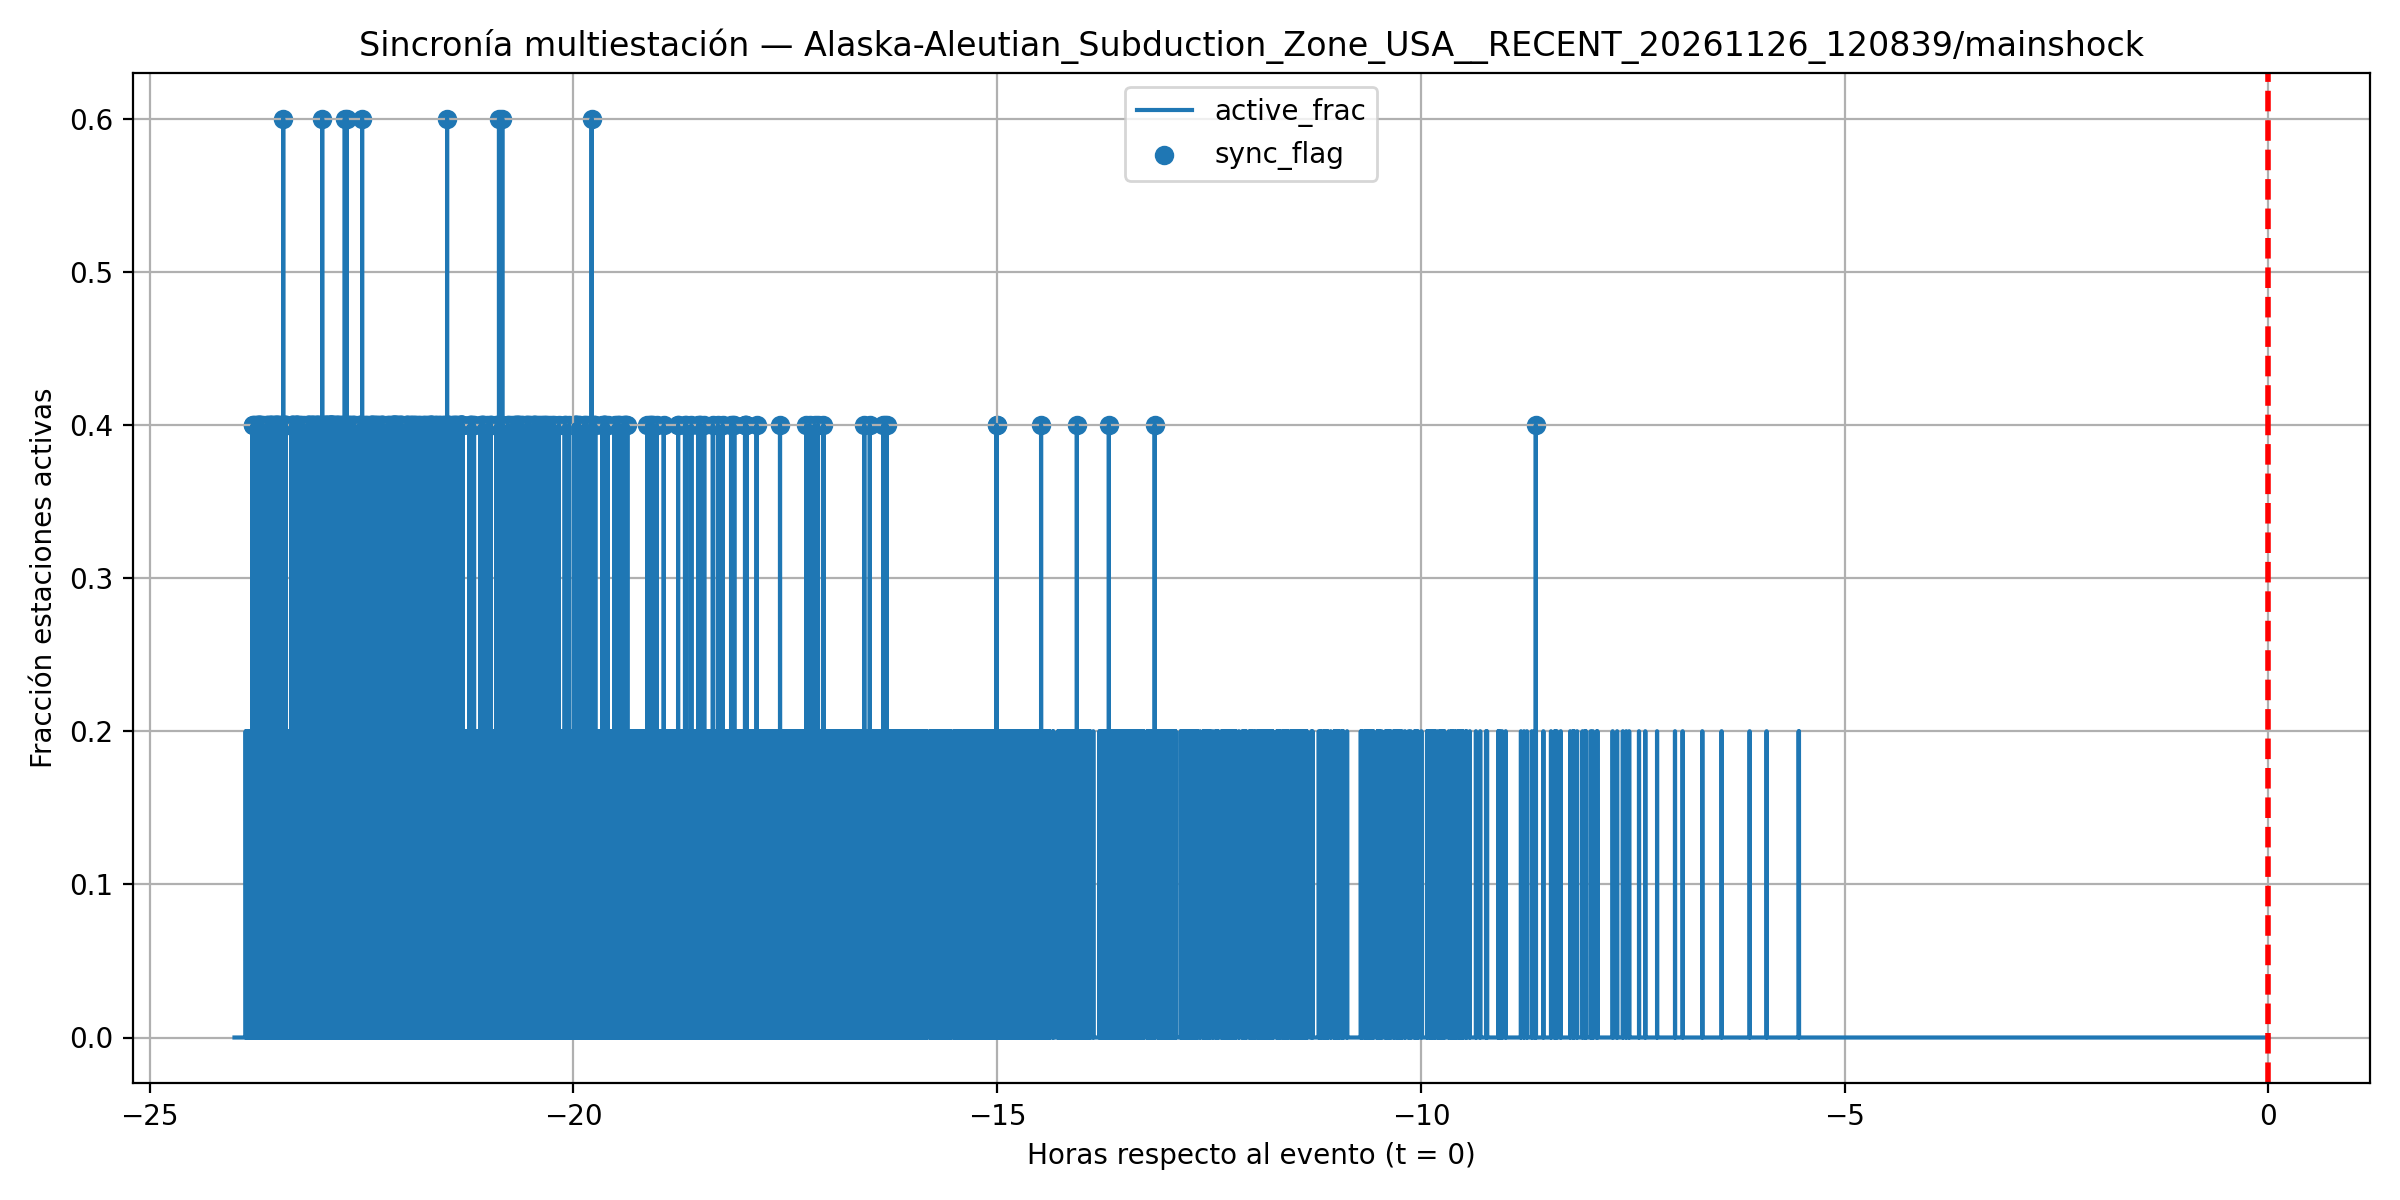 Sincronía multiestación — Alaska-Aleutian_Subduction_Zone_USA__RECENT_20261126_120839/mainshock
active_frac
sync_flag
Fracción estaciones activas
0.6
0.5
0.4
0.3
0.2
0.1
0.0
−25 −20 −15 −10 −5 0
Horas respecto al evento (t = 0)